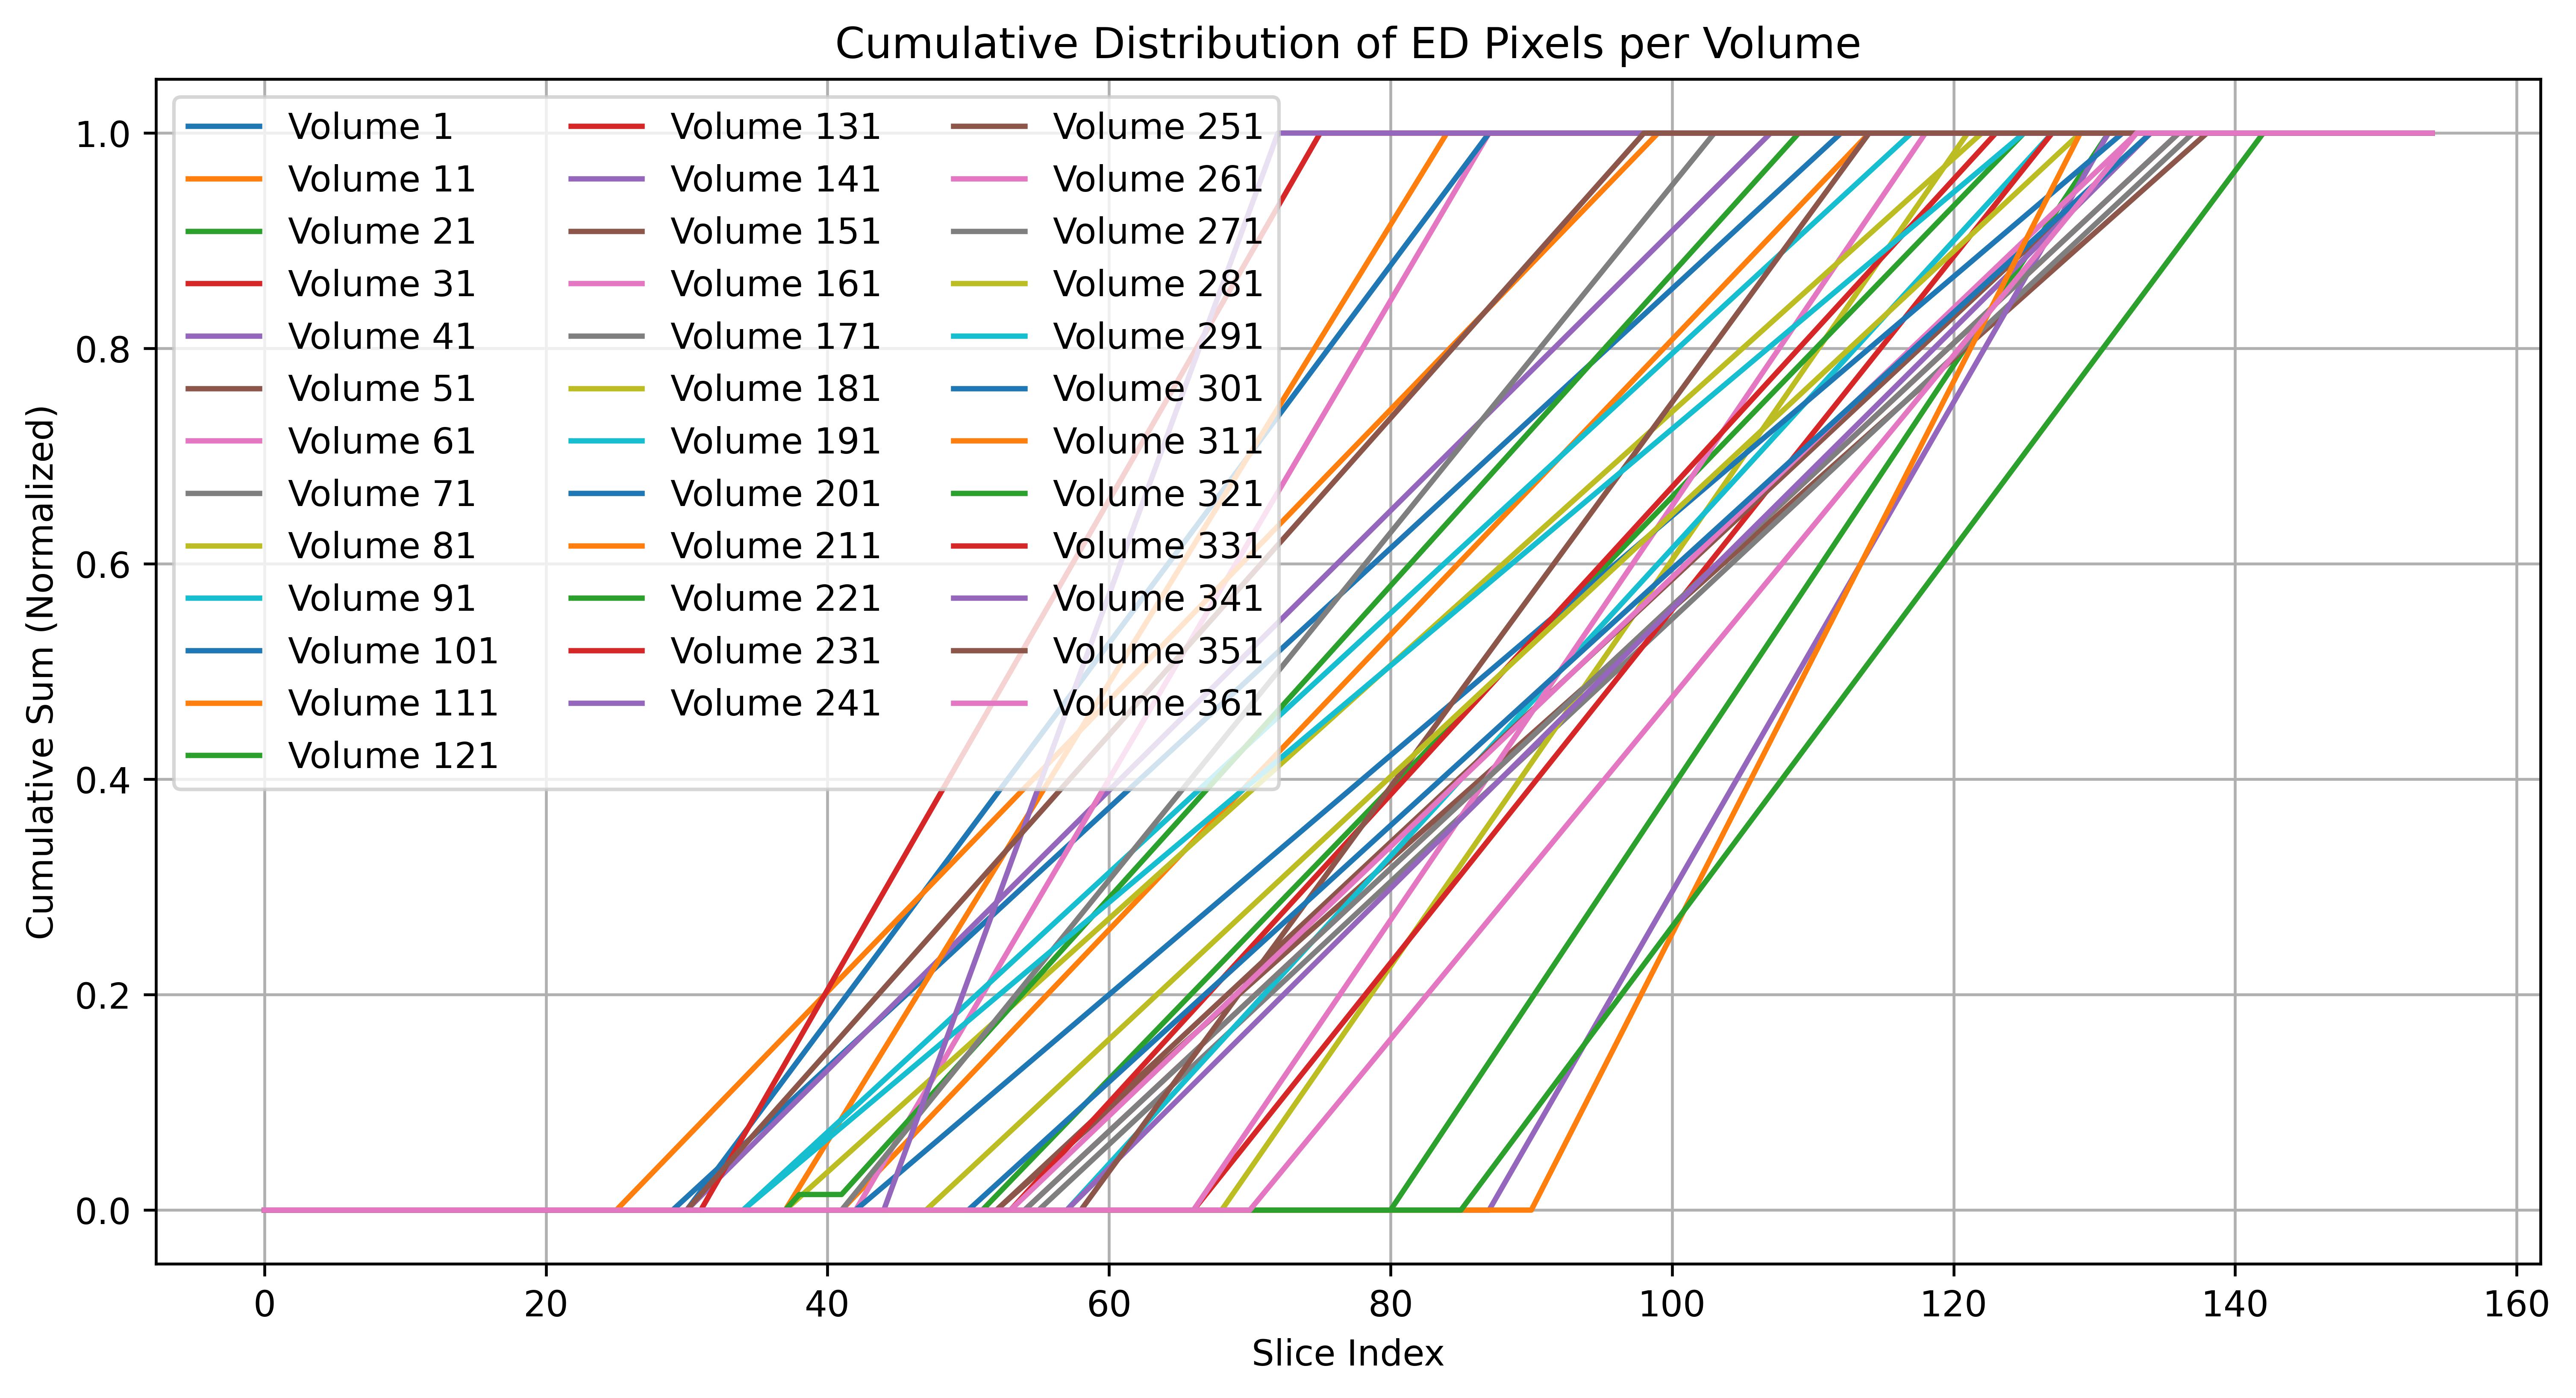 Cumulative Distribution of ED Pixels per Volume
Cumulative Sum (Normalized)
1.0
0.8
0.6
0.4
0.2
0.0
Volume 1
Volume 11
Volume 21
Volume 31
Volume 41
Volume 51
Volume 61
Volume 71
Volume 81
Volume 91
Volume 101
Volume 111
Volume 121
Volume 131
Volume 141
Volume 151
Volume 161
Volume 171
Volume 181
Volume 191
Volume 201
Volume 211
Volume 221
Volume 231
Volume 241
Volume 251
Volume 261
Volume 271
Volume 281
Volume 291
Volume 301
Volume 311
Volume 321
Volume 331
Volume 341
Volume 351
Volume 361
0 20 40 60 80 100 120 140 160
Slice Index